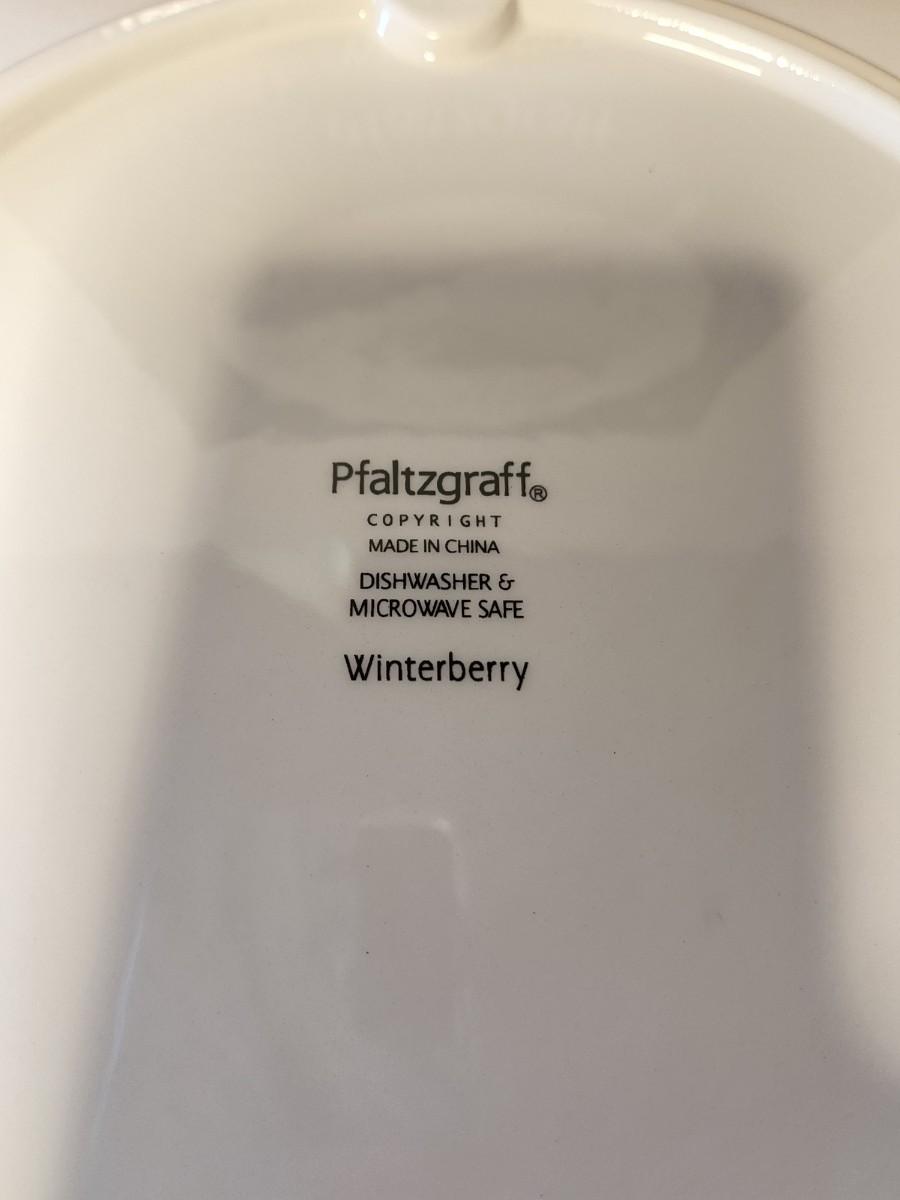 Pfaltzgraff®
COPYRIGHT
MADE IN CHINA
DISHWASHER &
MICROWAVE SAFE
Winterberry